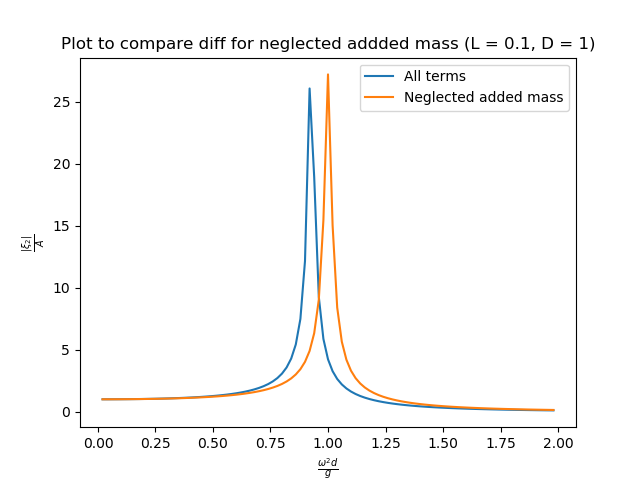 Plot to compare diff for neglected addded mass (L = 0.1, D = 1)
All terms
Neglected added mass
25
20
15
10
5
0
|ξ₂|/A
0.00 0.25 0.50 0.75 1.00 1.25 1.50 1.75 2.00
ω²d/g